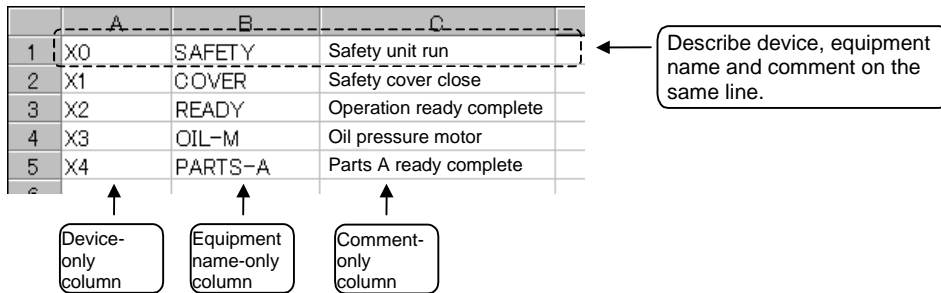 A B C
1 X0 SAFETY Safety unit run
2 X1 COVER Safety cover close
3 X2 READY Operation ready complete
4 X3 OIL-M Oil pressure motor
5 X4 PARTS-A Parts A ready complete
Describe device, equipment
name and comment on the
same line.
Device-
only
column
Equipment
name-only
column
Comment-
only
column